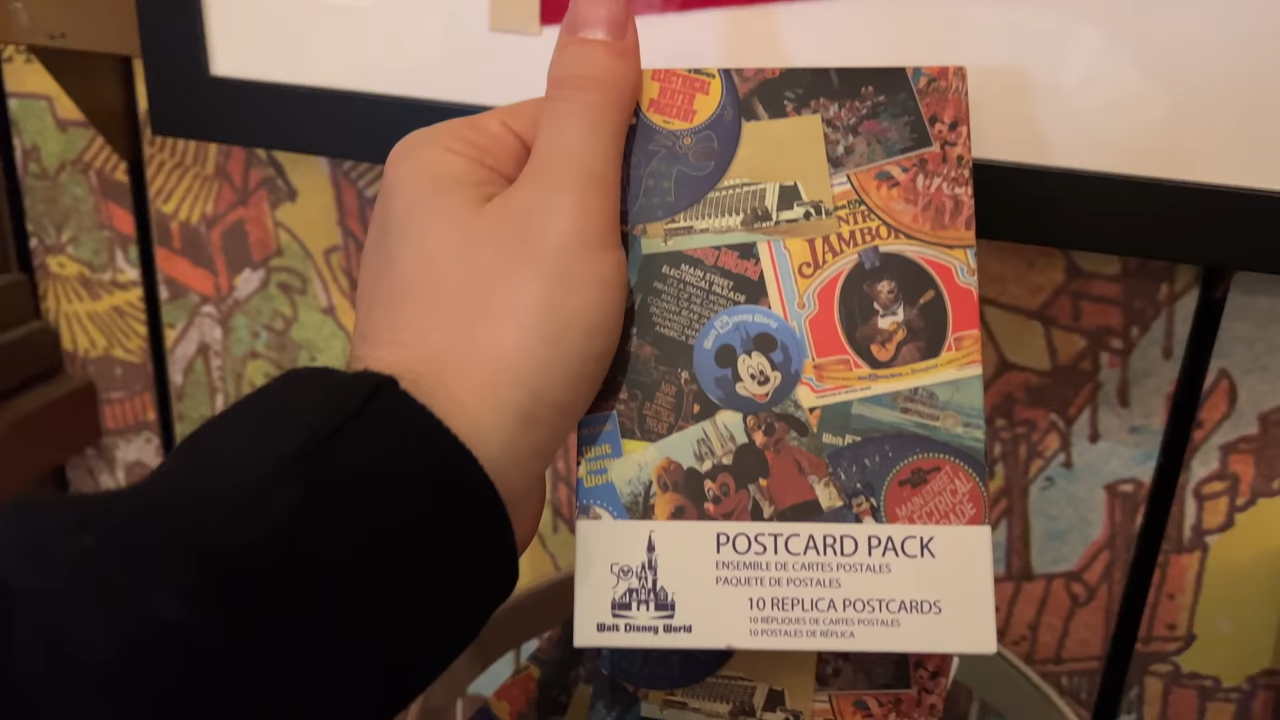 ELECTRICAL
WATER
PAGEANT
JAMBOR
MAIN STREET
ELECTRICAL PARADE
IT'S A SMALL WORLD
Walt Disney World
Walt
Disney
World
Walt
MAIN STREET
ELECTRICAL
PARADE
POSTCARD PACK
ENSEMBLE DE CARTES POSTALES
PAQUETE DE POSTALES
10 REPLICA POSTCARDS
10 RÉPLIQUES DE CARTES POSTALES
10 POSTALES DE RÉPLICA
50
Walt Disney World